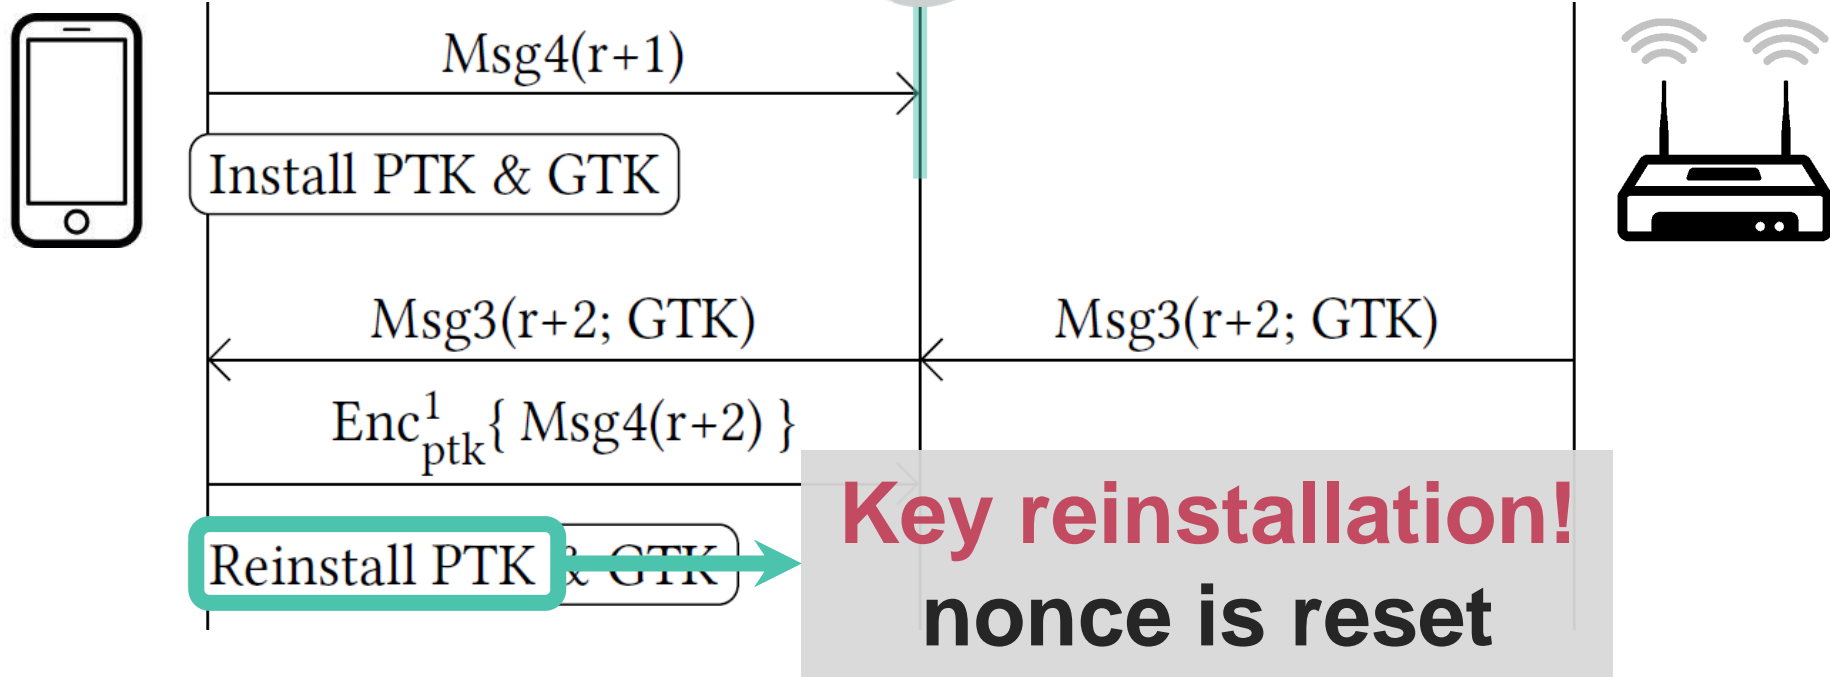 Msg4(r+1)
Install PTK & GTK
Msg3(r+2; GTK)
Msg3(r+2; GTK)
Enc¹ptk{ Msg4(r+2) }
Reinstall PTK & GTK
Key reinstallation!
nonce is reset